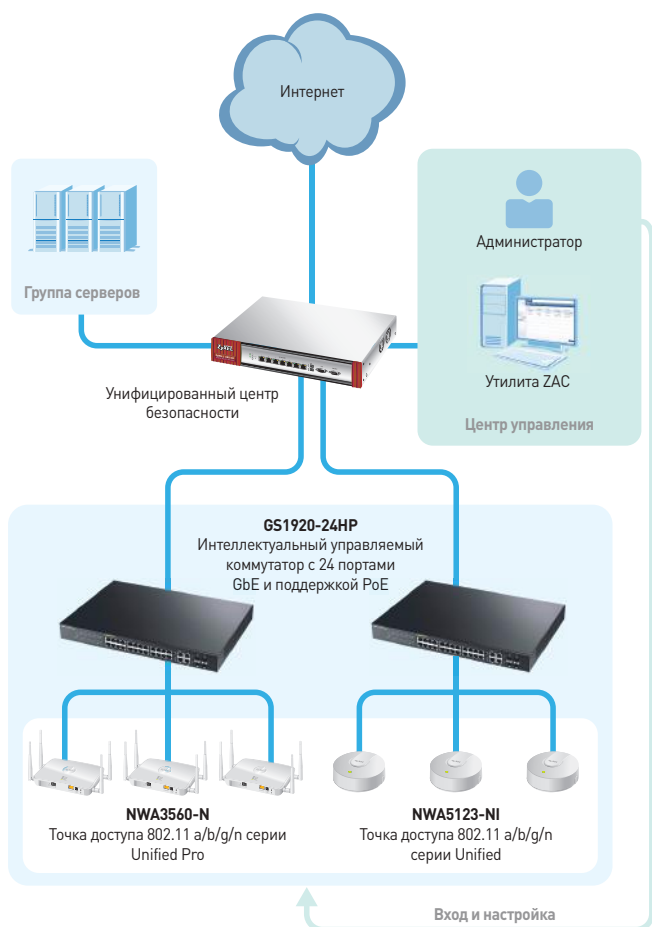 Интернет
Группа серверов
Администратор
Утилита ZAC
Центр управления
ZyXEL
Унифицированный центр
безопасности
GS1920-24HP
Интеллектуальный управляемый
коммутатор с 24 портами
GbE и поддержкой PoE
NWA3560-N
Точка доступа 802.11 a/b/g/n серии
Unified Pro
NWA5123-NI
Точка доступа 802.11 a/b/g/n
серии Unified
Вход и настройка